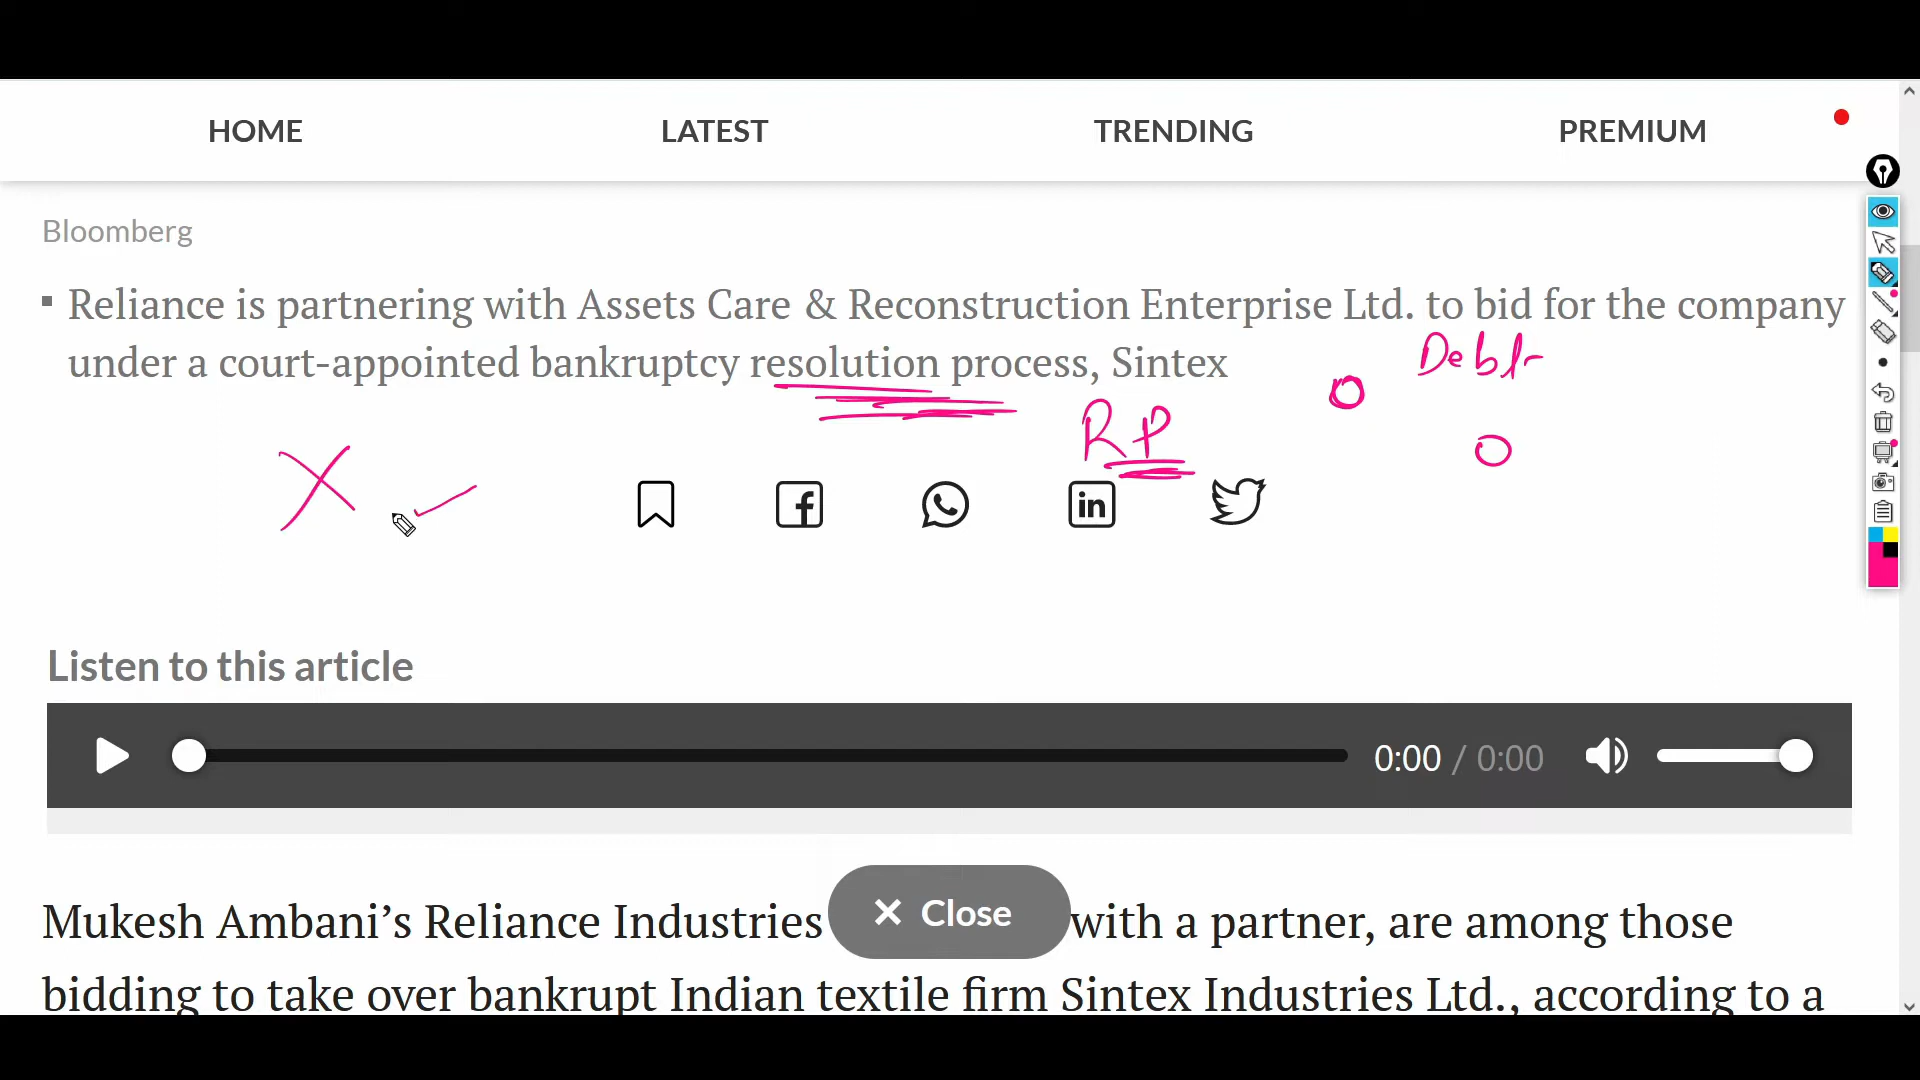 HOME LATEST TRENDING PREMIUM
Bloomberg
▪ Reliance is partnering with Assets Care & Reconstruction Enterprise Ltd. to bid for the company
under a court-appointed bankruptcy resolution process, Sintex
Debt
RP
Listen to this article
0:00 / 0:00
Mukesh Ambani’s Reliance Industries with a partner, are among those
× Close
bidding to take over bankrupt Indian textile firm Sintex Industries Ltd., according to a